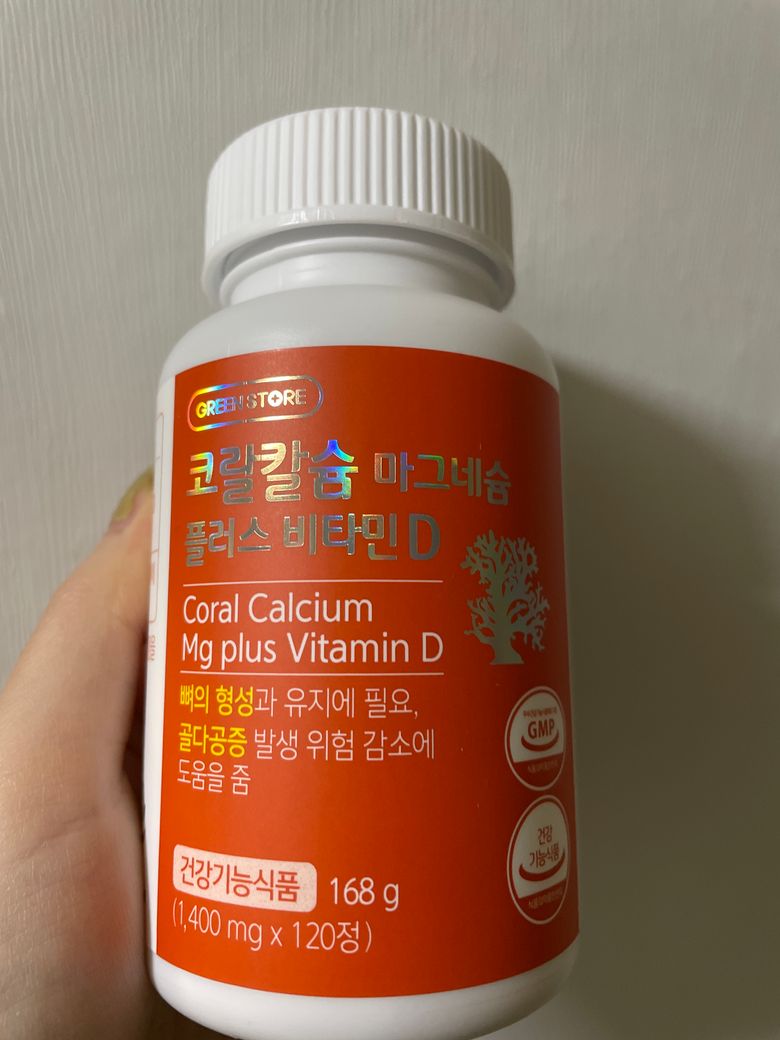 GREEN STORE
코랄칼슘 마그네슘
플러스 비타민 D
Coral Calcium
Mg plus Vitamin D
뼈의 형성과 유지에 필요,
골다공증 발생 위험 감소에
도움을 줌
GMP
건강
기능식품
건강기능식품 168 g
(1,400 mg x 120정)